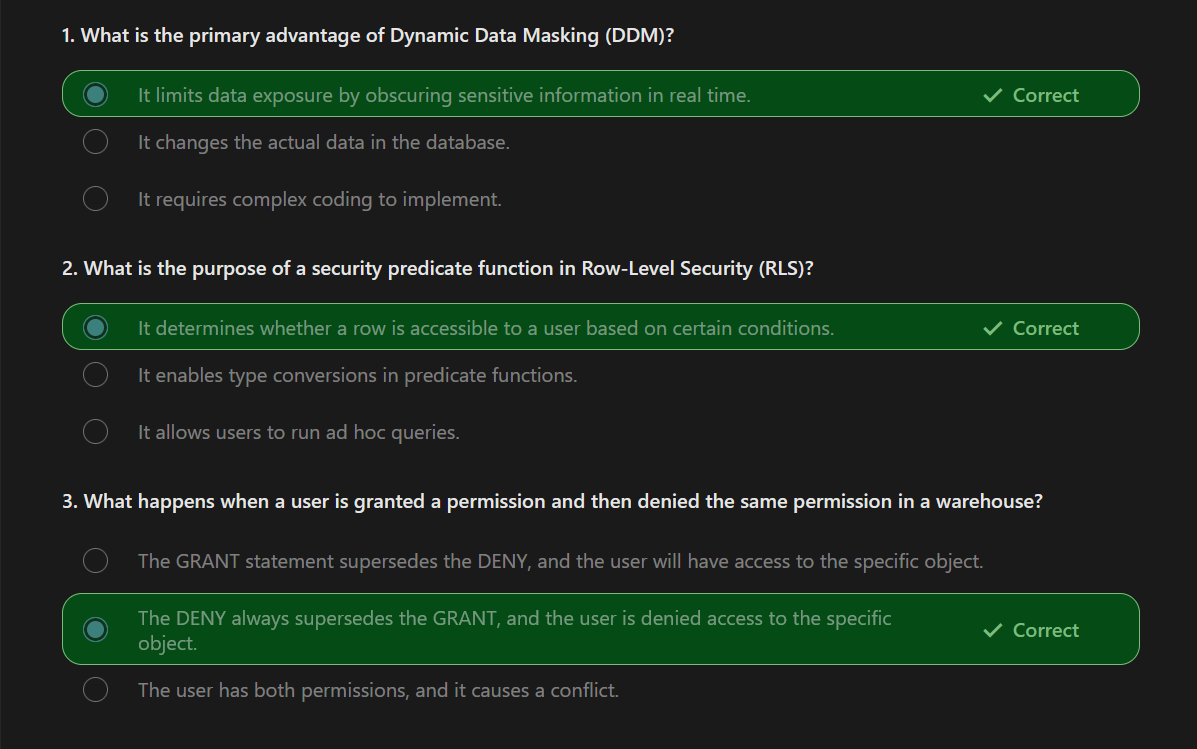 1. What is the primary advantage of Dynamic Data Masking (DDM)?
It limits data exposure by obscuring sensitive information in real time.
Correct
It changes the actual data in the database.
It requires complex coding to implement.
2. What is the purpose of a security predicate function in Row-Level Security (RLS)?
It determines whether a row is accessible to a user based on certain conditions.
Correct
It enables type conversions in predicate functions.
It allows users to run ad hoc queries.
3. What happens when a user is granted a permission and then denied the same permission in a warehouse?
The GRANT statement supersedes the DENY, and the user will have access to the specific object.
The DENY always supersedes the GRANT, and the user is denied access to the specific
object.
Correct
The user has both permissions, and it causes a conflict.